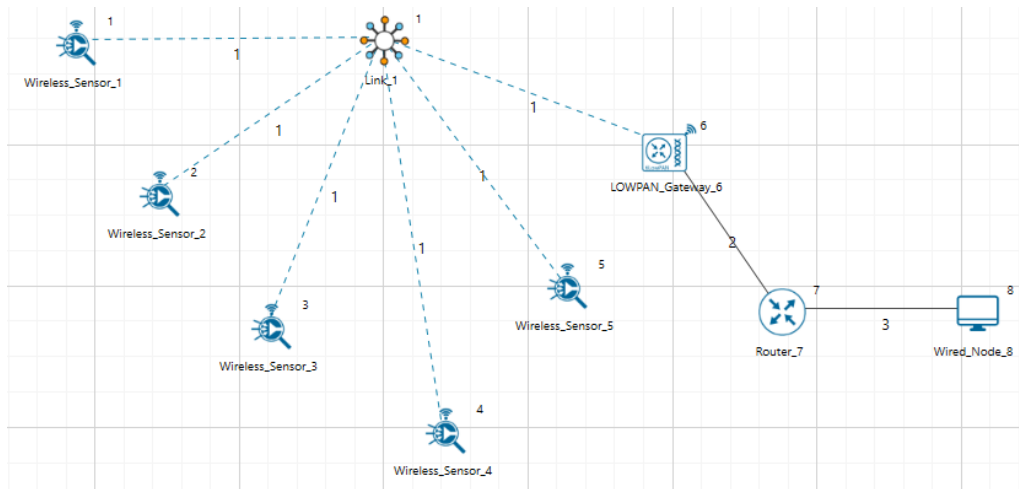 1
1
1
Wireless_Sensor_1
Link_1
1
6
1
2
LOWPAN_Gateway_6
1
1
Wireless_Sensor_2
2
1
5
7
8
3
Wireless_Sensor_5
3
Router_7
Wired_Node_8
Wireless_Sensor_3
4
Wireless_Sensor_4